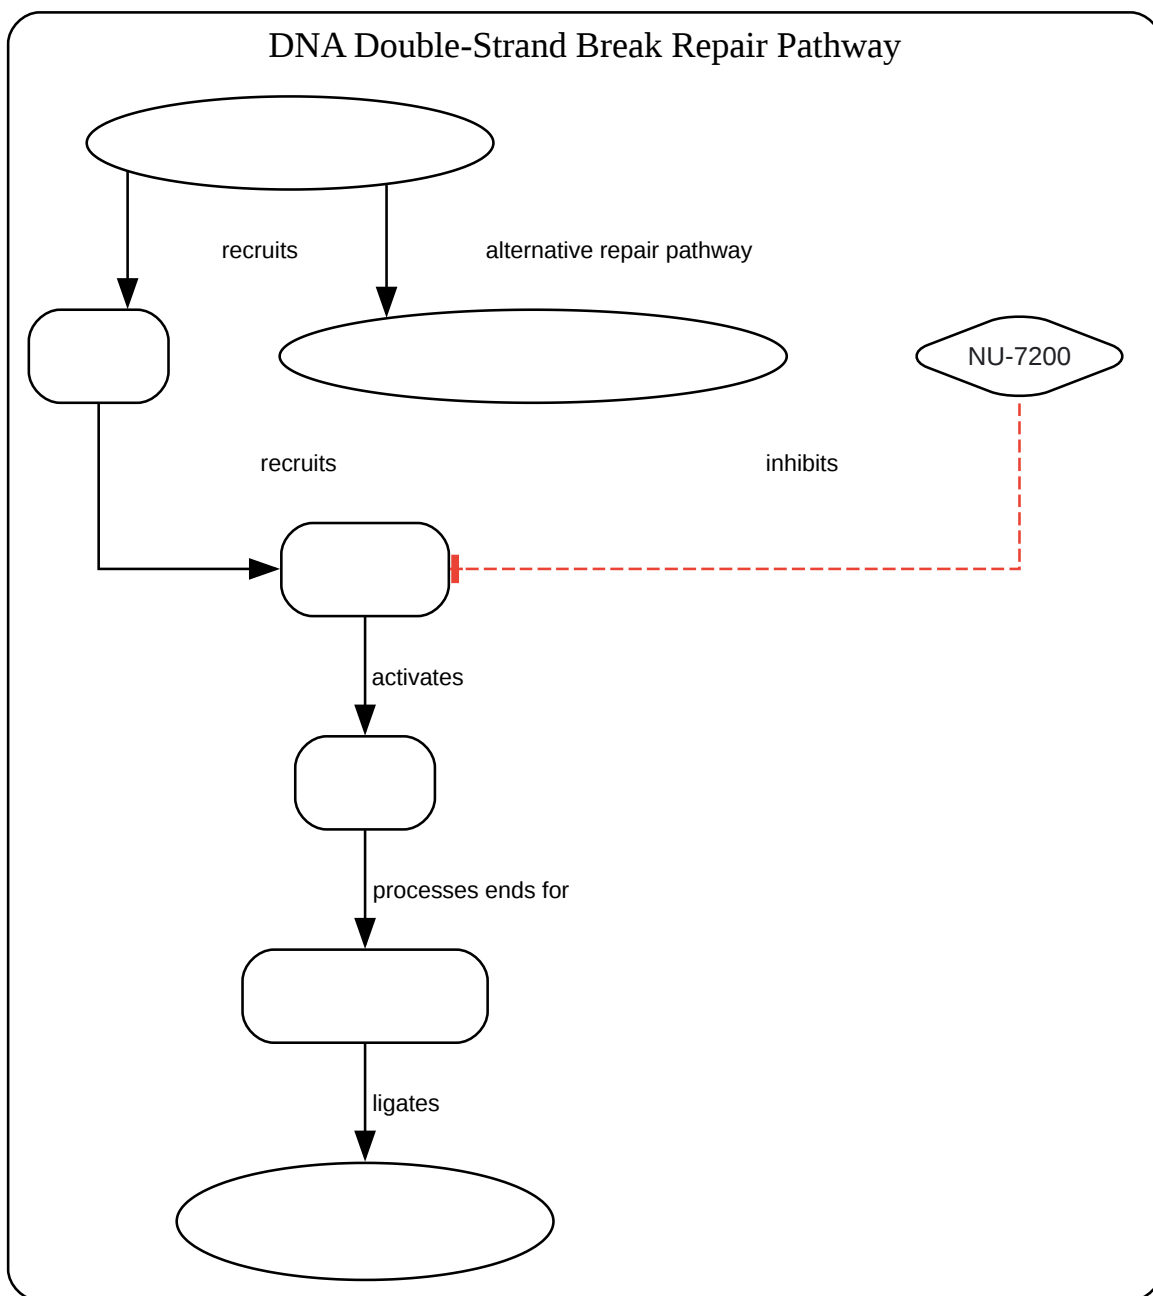 DNA Double-Strand Break Repair Pathway
recruits
alternative repair pathway
NU-7200
recruits
inhibits
activates
processes ends for
ligates